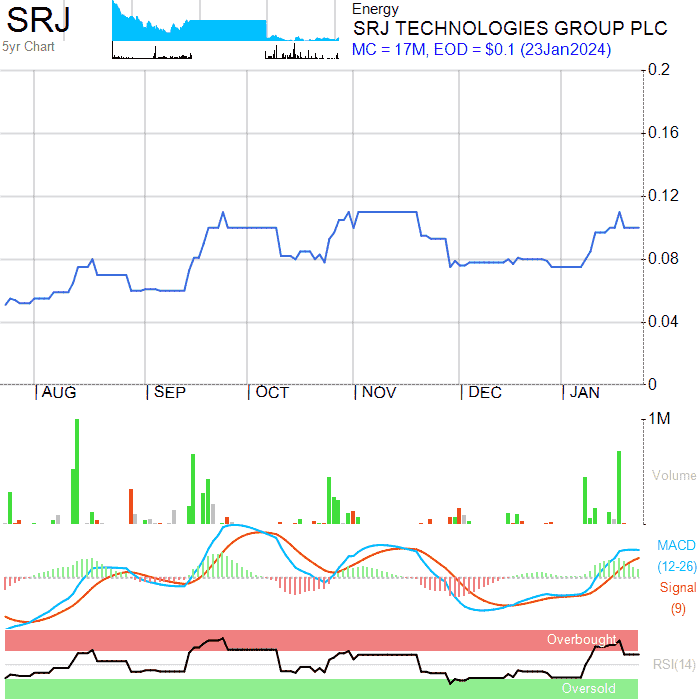 SRJ
5yr Chart
Energy
SRJ TECHNOLOGIES GROUP PLC
MC = 17M, EOD = $0.1 (23Jan2024)
0.2
0.16
0.12
0.08
0.04
0
AUG SEP OCT NOV DEC JAN
1M
Volume
MACD
(12-26)
Signal
(9)
Overbought
RSI(14)
Oversold